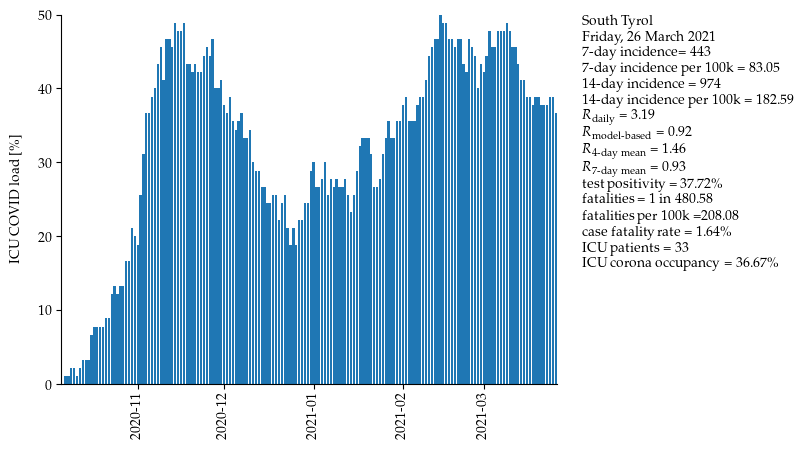 South Tyrol
Friday, 26 March 2021
7-day incidence= 443
7-day incidence per 100k = 83.05
14-day incidence = 974
14-day incidence per 100k = 182.59
R_daily = 3.19
R_model-based = 0.92
R_4-day mean = 1.46
R_7-day mean = 0.93
test positivity = 37.72%
fatalities = 1 in 480.58
fatalities per 100k =208.08
case fatality rate = 1.64%
ICU patients = 33
ICU corona occupancy = 36.67%
ICU COVID load [%]
50
40
30
20
10
0
2020-11
2020-12
2021-01
2021-02
2021-03